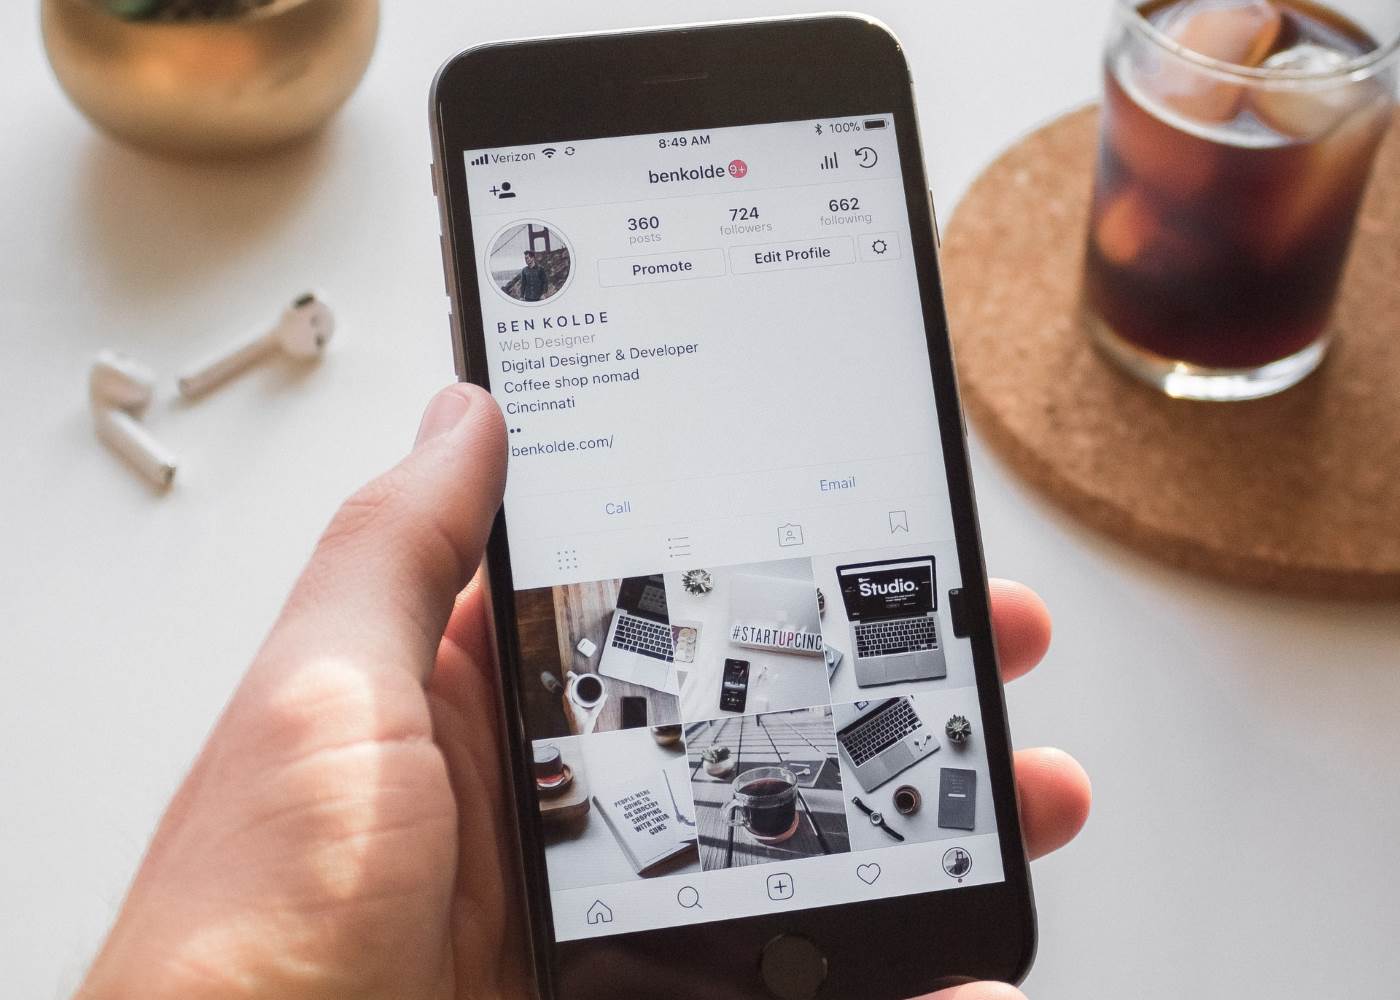 Verizon 8:49 AM 100%
benkolde 9+
360 724 662
posts followers following
Promote Edit Profile
BEN KOLDE
Web Designer
Digital Designer & Developer
Coffee shop nomad
Cincinnati
benkolde.com/
Call Email
#STARTUPCINC
Studio.
PEOPLE WERE
GOING TO
GO GROCERY
SHOPPING
WITH THEIR
GUNS